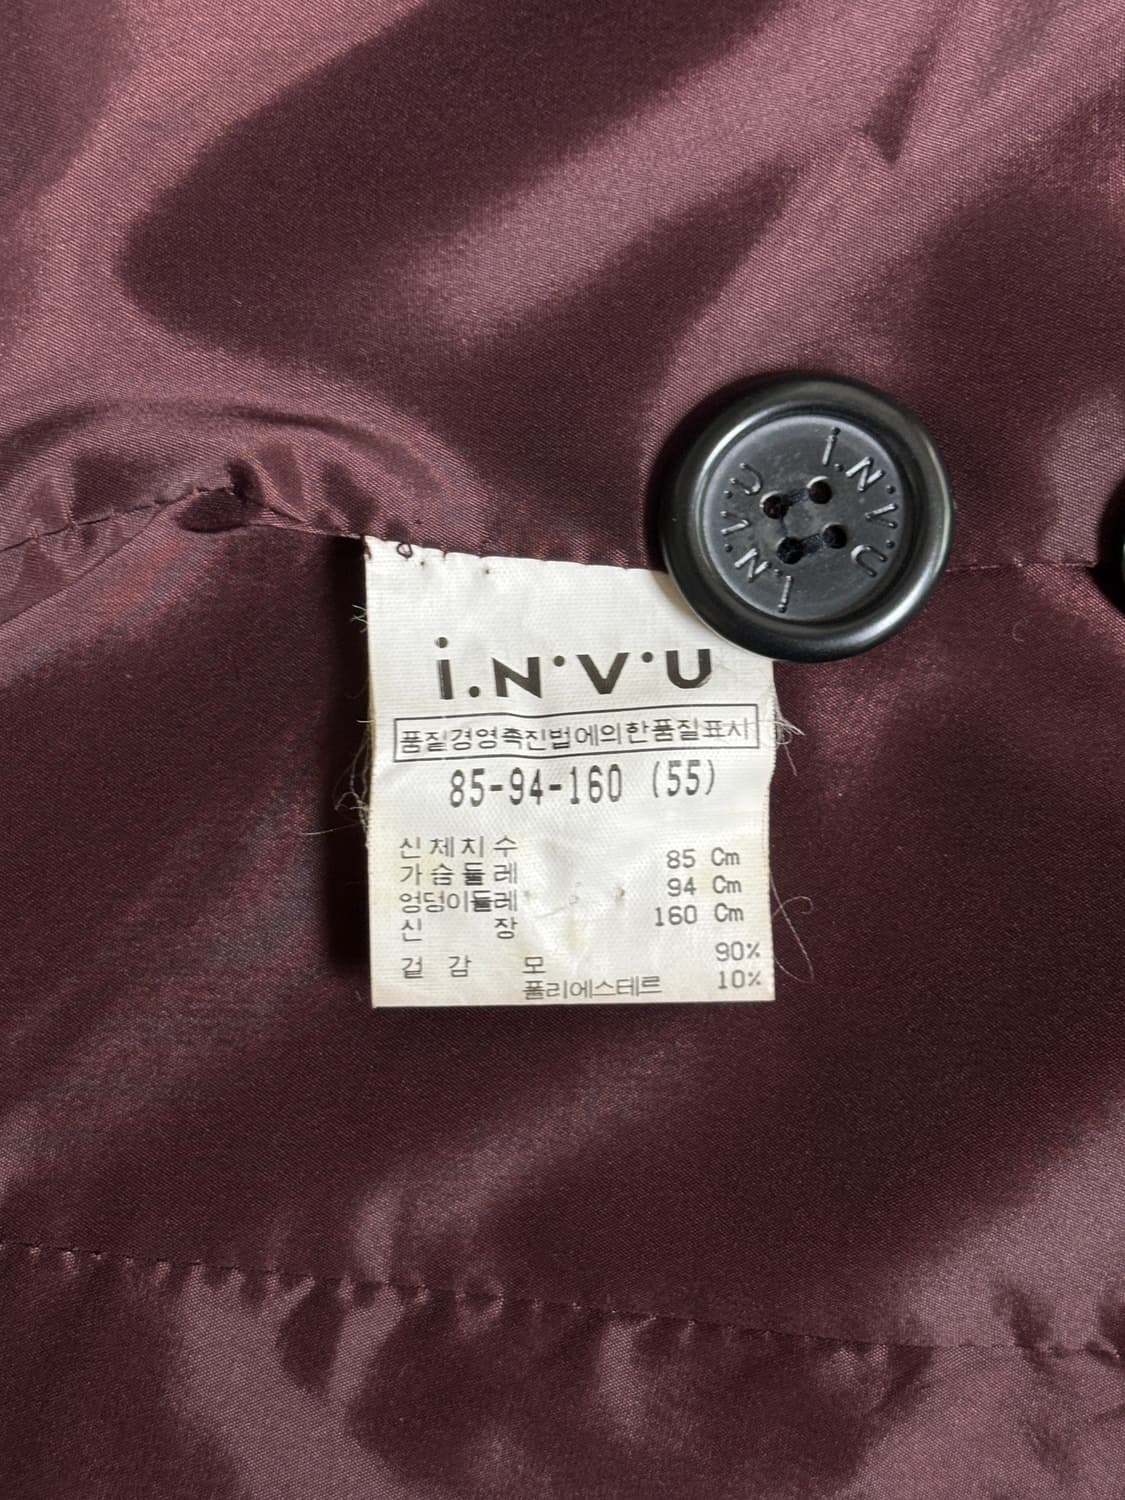 i.N·V·U
i.N·V·U
i.N·V·U
품질경영촉진법에의한품질표시
85-94-160 (55)
신체치수
가슴둘레 85 Cm
엉덩이둘레 94 Cm
신 장 160 Cm
겉 감 모 90%
폴리에스테르 10%